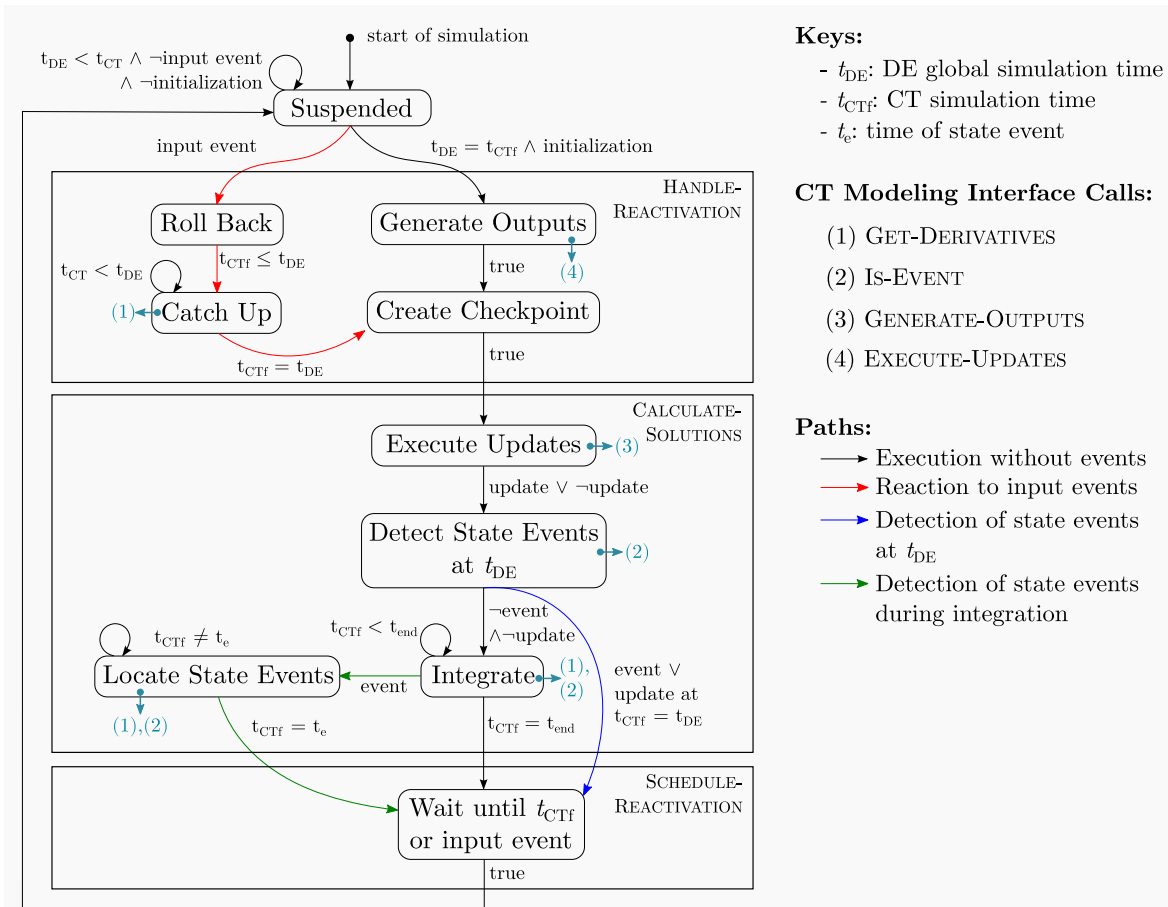 start of simulation
t_DE < t_CT ∧ ¬input event
∧ ¬initialization
Suspended
input event
t_DE = t_CTf ∧ initialization
HANDLE-
REACTIVATION
Roll Back
Generate Outputs
(4)
t_CTf ≤ t_DE
true
t_CT < t_DE
Catch Up
(1)
Create Checkpoint
t_CTf = t_DE
true
CALCULATE-
SOLUTIONS
Execute Updates
(3)
update ∨ ¬update
Detect State Events
at t_DE
(2)
¬event
∧¬update
t_CTf < t_end
t_CTf ≠ t_e
Locate State Events
event
Integrate
(1),
(2)
event ∨
update at
t_CTf = t_DE
(1),(2)
t_CTf = t_e
t_CTf = t_end
SCHEDULE-
REACTIVATION
Wait until t_CTf
or input event
true
Keys:
- t_DE: DE global simulation time
- t_CTf: CT simulation time
- t_e: time of state event
CT Modeling Interface Calls:
(1) GET-DERIVATIVES
(2) IS-EVENT
(3) GENERATE-OUTPUTS
(4) EXECUTE-UPDATES
Paths:
Execution without events
Reaction to input events
Detection of state events
at t_DE
Detection of state events
during integration